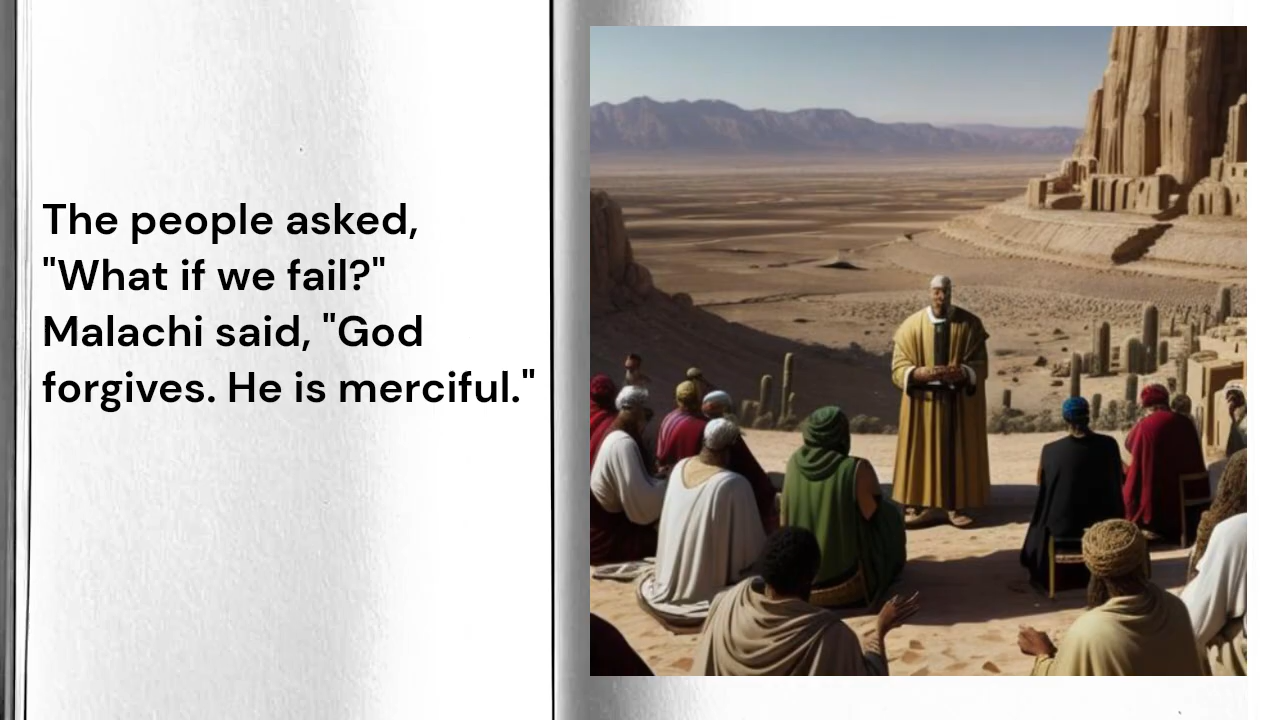 The people asked,
"What if we fail?"
Malachi said, "God
forgives. He is merciful."